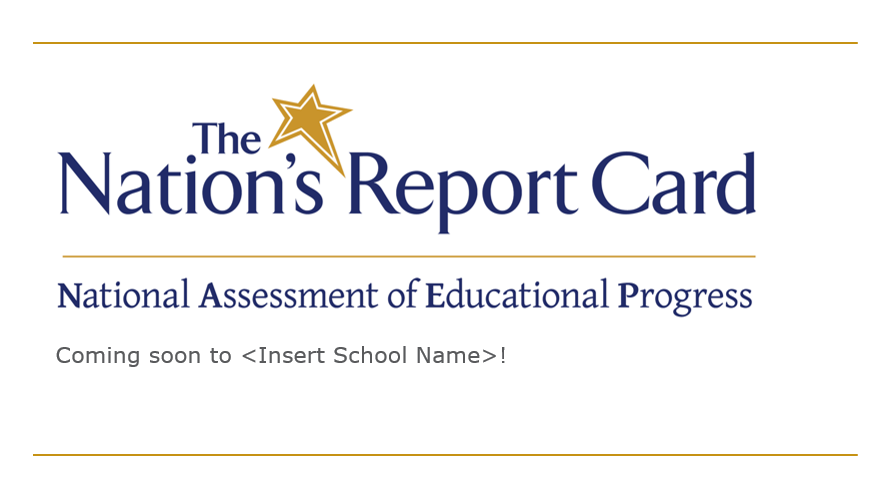 The
Nation's Report Card
National Assessment of Educational Progress
Coming soon to <Insert School Name>!